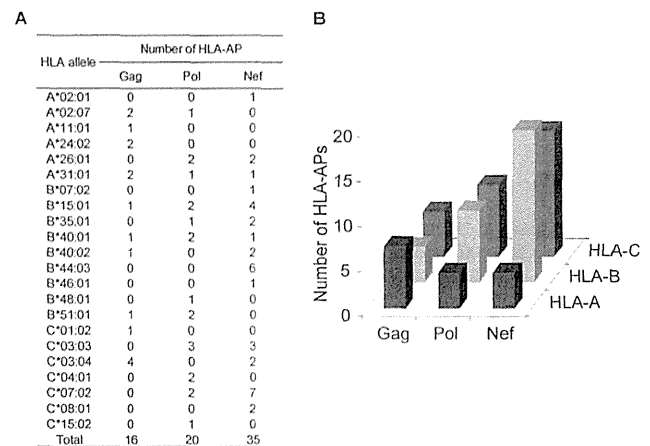 A
Number of HLA-AP
HLA allele
Gag Pol Nef
A*02:01 0 0 1
A*02:07 2 1 0
A*11:01 1 0 0
A*24:02 2 0 0
A*26:01 0 2 2
A*31:01 2 1 1
B*07:02 0 0 1
B*15:01 1 2 4
B*35:01 0 1 2
B*40:01 1 2 1
B*40:02 1 0 2
B*44:03 0 0 6
B*46:01 0 0 1
B*48:01 0 1 0
B*51:01 1 2 0
C*01:02 1 0 0
C*03:03 0 3 3
C*03:04 4 0 2
C*04:01 0 2 0
C*07:02 0 2 7
C*08:01 0 0 2
C*15:02 0 1 0
Total 16 20 35
B
Number of HLA-APs
20
15
10
5
0
Gag Pol Nef
HLA-C
HLA-B
HLA-A